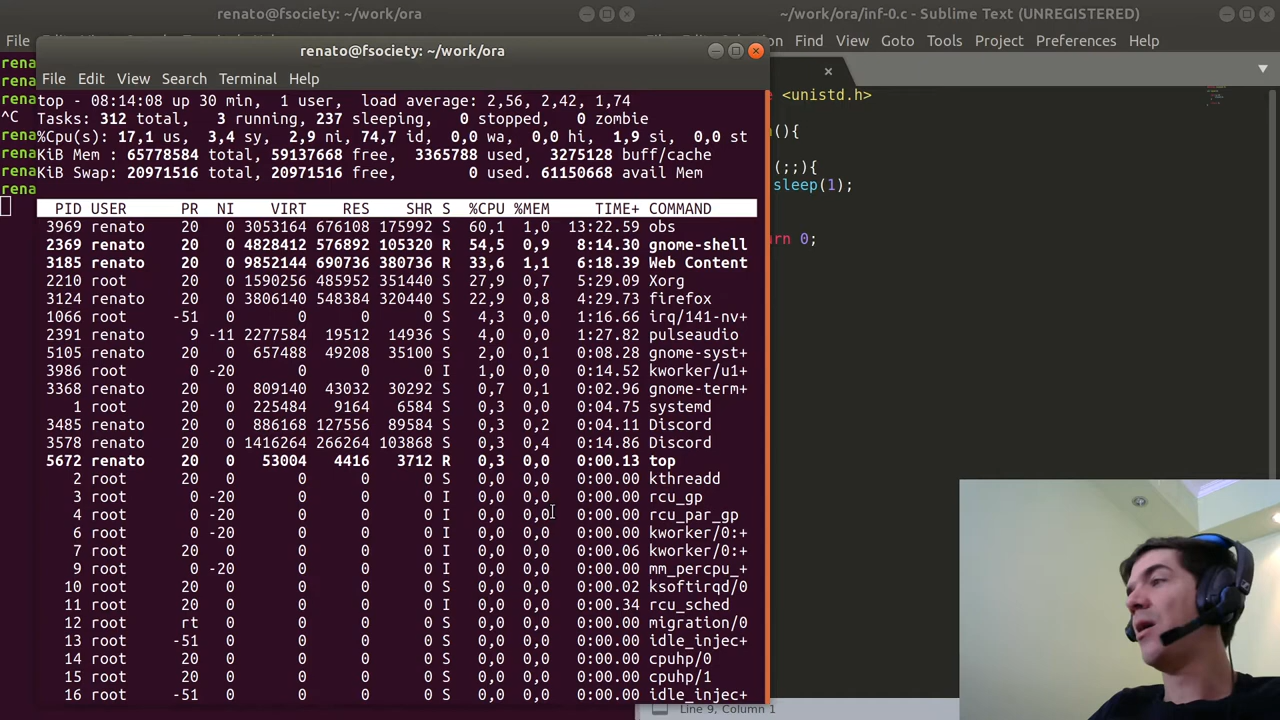 renato@fsociety: ~/work/ora
~/work/ora/inf-0.c - Sublime Text (UNREGISTERED)
File
Find View Goto Tools Project Preferences Help
renato@fsociety: ~/work/ora
File Edit View Search Terminal Help
rena
rena
rena
^C
rena
rena
rena
rena
top - 08:14:08 up 30 min, 1 user, load average: 2,56, 2,42, 1,74
Tasks: 312 total, 3 running, 237 sleeping, 0 stopped, 0 zombie
%Cpu(s): 17,1 us, 3,4 sy, 2,9 ni, 74,7 id, 0,0 wa, 0,0 hi, 1,9 si, 0,0 st
KiB Mem : 65778584 total, 59137668 free, 3365788 used, 3275128 buff/cache
KiB Swap: 20971516 total, 20971516 free, 0 used. 61150668 avail Mem
PID USER PR NI VIRT RES SHR S %CPU %MEM TIME+ COMMAND
3969 renato 20 0 3053164 676108 175992 S 60,1 1,0 13:22.59 obs
2369 renato 20 0 4828412 576892 105320 R 54,5 0,9 8:14.30 gnome-shell
3185 renato 20 0 9852144 690736 380736 R 33,6 1,1 6:18.39 Web Content
2210 root 20 0 1590256 485952 351440 S 27,9 0,7 5:29.09 Xorg
3124 renato 20 0 3806140 548384 320440 S 22,9 0,8 4:29.73 firefox
1066 root -51 0 0 0 0 S 4,3 0,0 1:16.66 irq/141-nv+
2391 renato 9 -11 2277584 19512 14936 S 4,0 0,0 1:27.82 pulseaudio
5105 renato 20 0 657488 49208 35100 S 2,0 0,1 0:08.28 gnome-syst+
3986 root 0 -20 0 0 0 I 1,0 0,0 0:14.52 kworker/u1+
3368 renato 20 0 809140 43032 30292 S 0,7 0,1 0:02.96 gnome-term+
1 root 20 0 225484 9164 6584 S 0,3 0,0 0:04.75 systemd
3485 renato 20 0 886168 127556 89584 S 0,3 0,2 0:04.11 Discord
3578 renato 20 0 1416264 266264 103868 S 0,3 0,4 0:14.86 Discord
5672 renato 20 0 53004 4416 3712 R 0,3 0,0 0:00.13 top
2 root 20 0 0 0 0 S 0,0 0,0 0:00.00 kthreadd
3 root 0 -20 0 0 0 I 0,0 0,0 0:00.00 rcu_gp
4 root 0 -20 0 0 0 I 0,0 0,0 0:00.00 rcu_par_gp
6 root 0 -20 0 0 0 I 0,0 0,0 0:00.00 kworker/0:+
7 root 20 0 0 0 0 I 0,0 0,0 0:00.06 kworker/0:+
9 root 0 -20 0 0 0 I 0,0 0,0 0:00.00 mm_percpu_+
10 root 20 0 0 0 0 S 0,0 0,0 0:00.02 ksoftirqd/0
11 root 20 0 0 0 0 I 0,0 0,0 0:00.34 rcu_sched
12 root rt 0 0 0 0 S 0,0 0,0 0:00.00 migration/0
13 root -51 0 0 0 0 S 0,0 0,0 0:00.00 idle_injec+
14 root 20 0 0 0 0 S 0,0 0,0 0:00.00 cpuhp/0
15 root 20 0 0 0 0 S 0,0 0,0 0:00.00 cpuhp/1
16 root -51 0 0 0 0 S 0,0 0,0 0:00.00 idle_injec+
<unistd.h>
(){
(;;){
sleep(1);
urn 0;
Line 9, Column 1